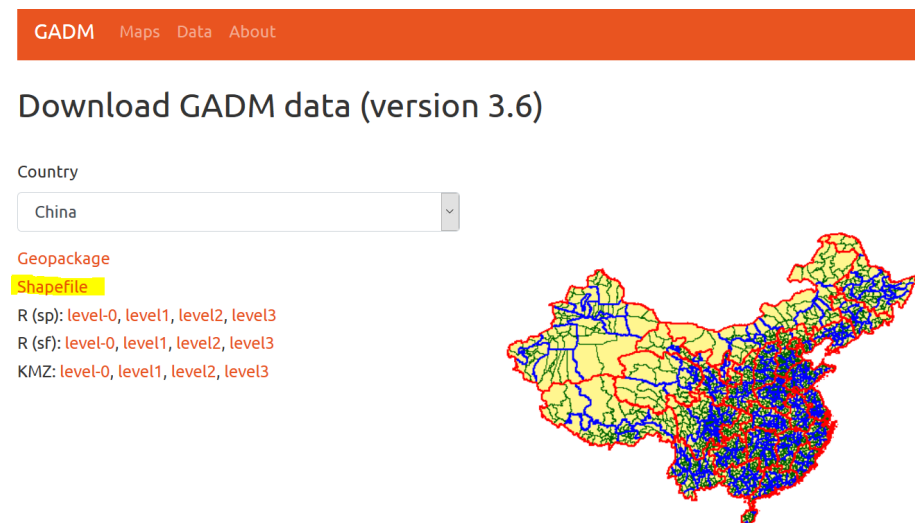 GADM Maps Data About
Download GADM data (version 3.6)
Country
China
Geopackage
Shapefile
R (sp): level-0, level1, level2, level3
R (sf): level-0, level1, level2, level3
KMZ: level-0, level1, level2, level3